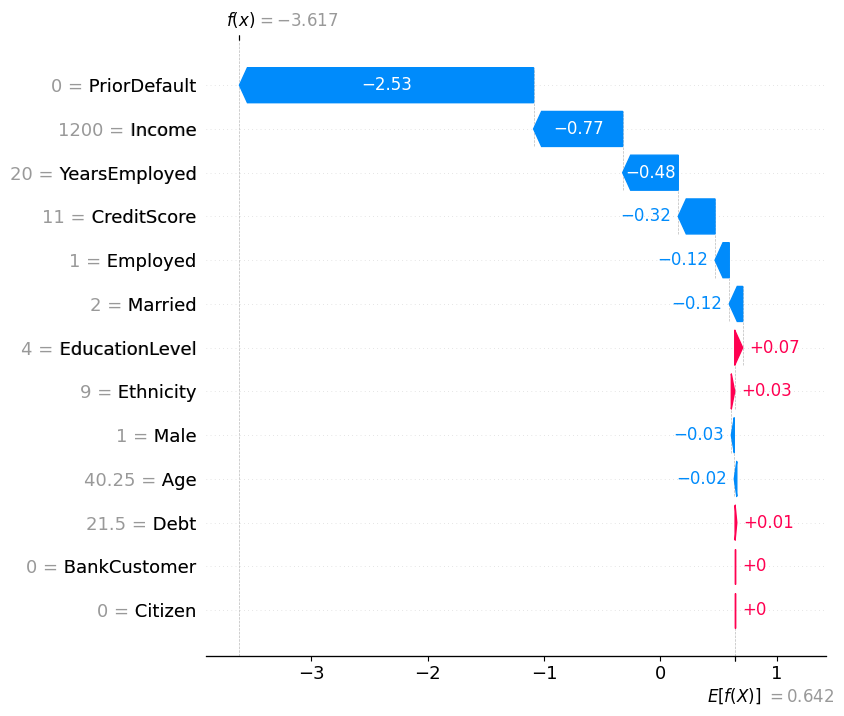 f(x) = −3.617
0 = PriorDefault −2.53
1200 = Income −0.77
20 = YearsEmployed −0.48
11 = CreditScore −0.32
1 = Employed −0.12
2 = Married −0.12
4 = EducationLevel +0.07
9 = Ethnicity +0.03
1 = Male −0.03
40.25 = Age −0.02
21.5 = Debt +0.01
0 = BankCustomer +0
0 = Citizen +0
−3 −2 −1 0 1
E[f(X)] = 0.642